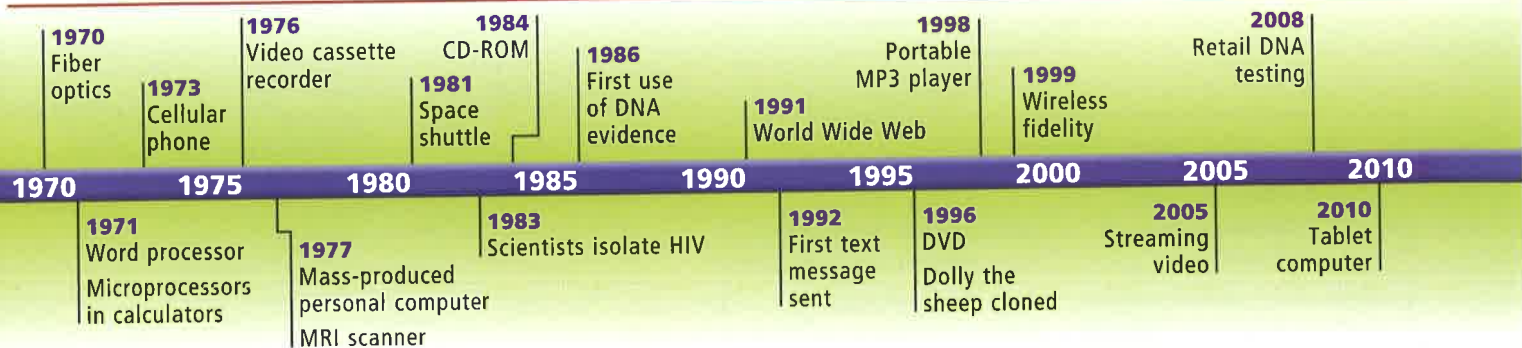 1970
Fiber
optics
1973
Cellular
phone
1976
Video cassette
recorder
1981
Space
shuttle
1984
CD-ROM
1986
First use
of DNA
evidence
1991
World Wide Web
1998
Portable
MP3 player
1999
Wireless
fidelity
2008
Retail DNA
testing
1970 1975 1980 1985 1990 1995 2000 2005 2010
1971
Word processor
Microprocessors
in calculators
1977
Mass-produced
personal computer
MRI scanner
1983
Scientists isolate HIV
1992
First text
message
sent
1996
DVD
Dolly the
sheep cloned
2005
Streaming
video
2010
Tablet
computer